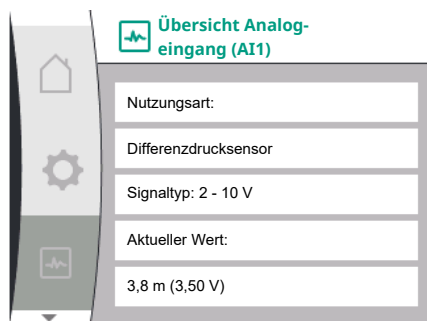 Übersicht Analog-
eingang (AI1)
Nutzungsart:
Differenzdrucksensor
Signaltyp: 2 - 10 V
Aktueller Wert:
3,8 m (3,50 V)